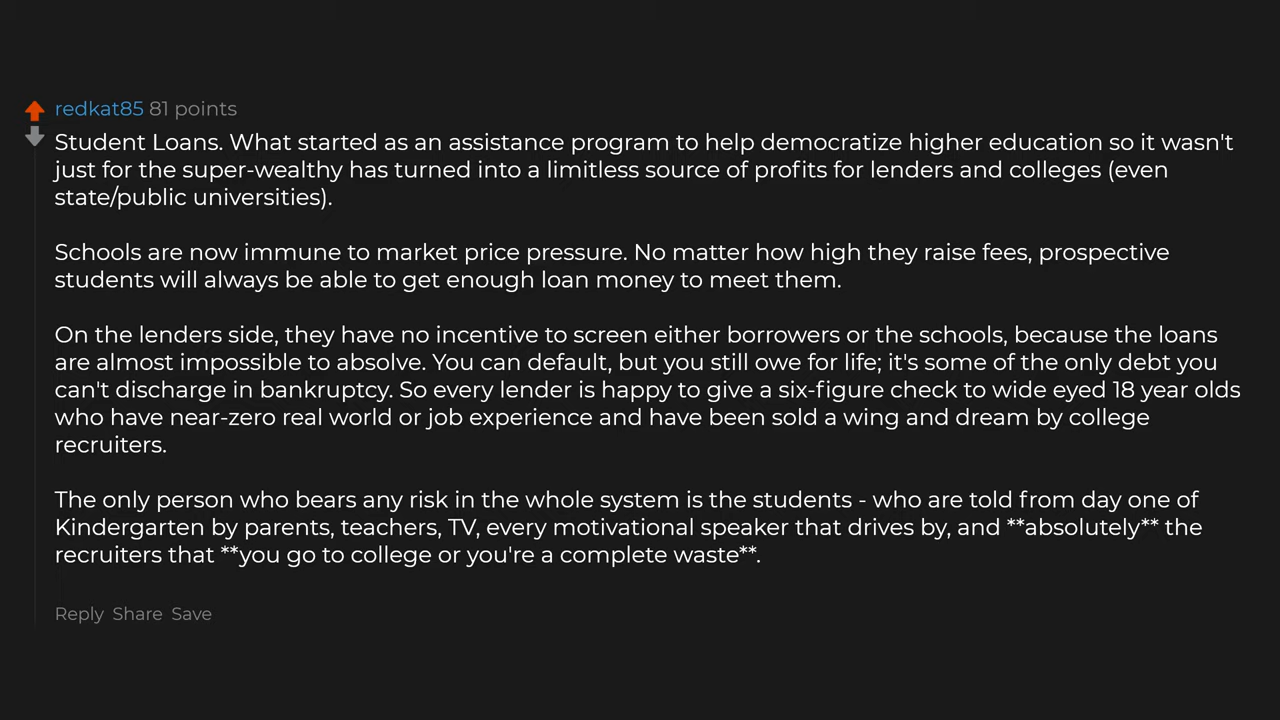 redkat85 81 points
Student Loans. What started as an assistance program to help democratize higher education so it wasn't
just for the super-wealthy has turned into a limitless source of profits for lenders and colleges (even
state/public universities).
Schools are now immune to market price pressure. No matter how high they raise fees, prospective
students will always be able to get enough loan money to meet them.
On the lenders side, they have no incentive to screen either borrowers or the schools, because the loans
are almost impossible to absolve. You can default, but you still owe for life; it's some of the only debt you
can't discharge in bankruptcy. So every lender is happy to give a six-figure check to wide eyed 18 year olds
who have near-zero real world or job experience and have been sold a wing and dream by college
recruiters.
The only person who bears any risk in the whole system is the students - who are told from day one of
Kindergarten by parents, teachers, TV, every motivational speaker that drives by, and **absolutely** the
recruiters that **you go to college or you're a complete waste**.
Reply Share Save